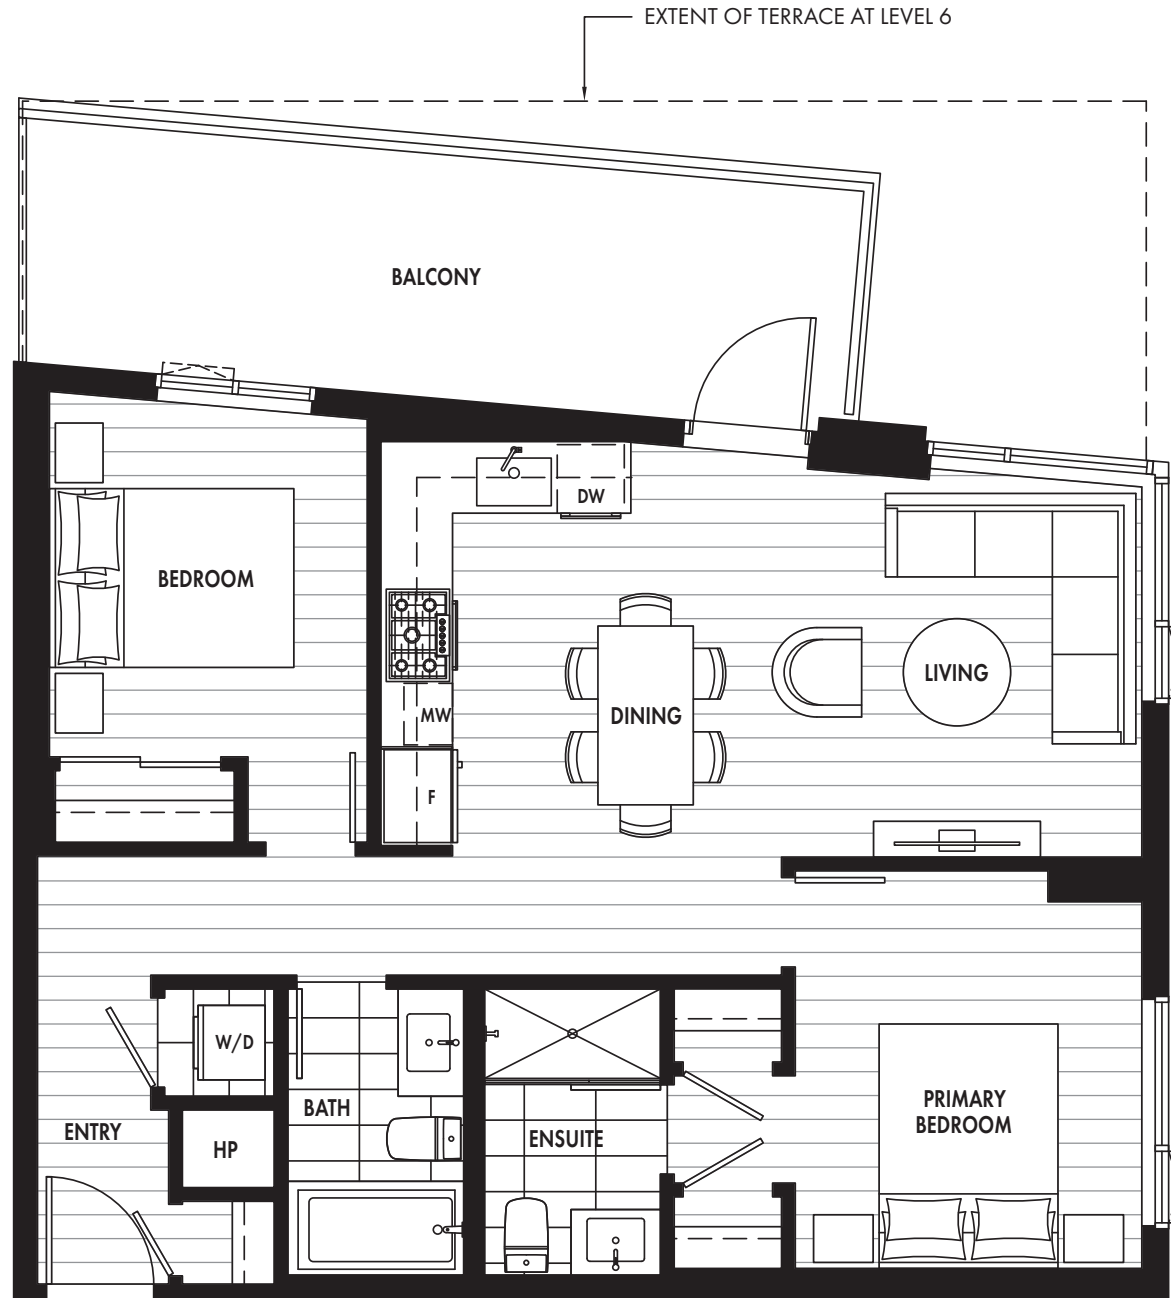 EXTENT OF TERRACE AT LEVEL 6
BALCONY
DW
BEDROOM
LIVING
MW
DINING
F
W/D
PRIMARY
BEDROOM
BATH
ENTRY
ENSUITE
HP